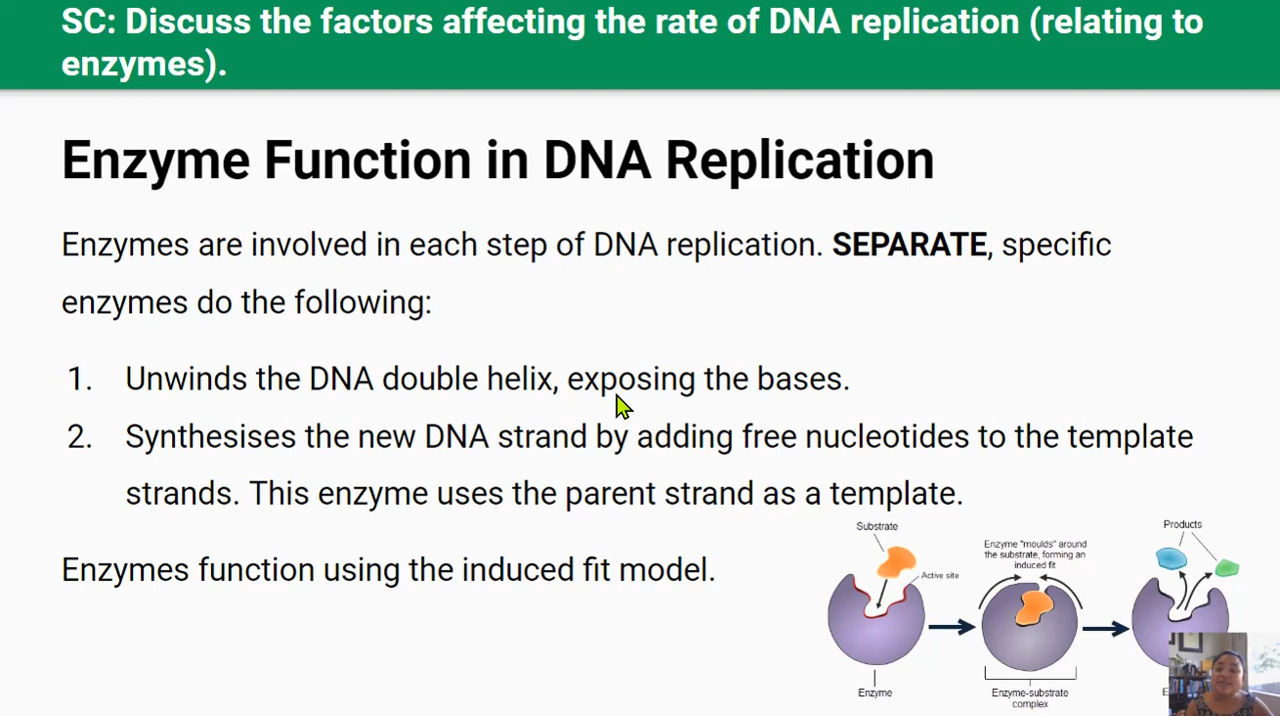 SC: Discuss the factors affecting the rate of DNA replication (relating to
enzymes).
Enzyme Function in DNA Replication
Enzymes are involved in each step of DNA replication. SEPARATE, specific
enzymes do the following:
1. Unwinds the DNA double helix, exposing the bases.
2. Synthesises the new DNA strand by adding free nucleotides to the template
strands. This enzyme uses the parent strand as a template.
Enzymes function using the induced fit model.
Substrate
Active site
Enzyme
Enzyme "moulds" around
the substrate, forming an
induced fit
Enzyme-substrate
complex
Products